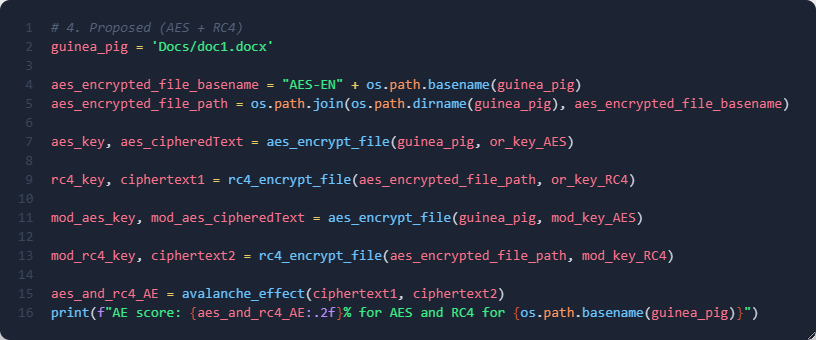 1 # 4. Proposed (AES + RC4)
2 guinea_pig = 'Docs/doc1.docx'
3
4 aes_encrypted_file_basename = "AES-EN" + os.path.basename(guinea_pig)
5 aes_encrypted_file_path = os.path.join(os.path.dirname(guinea_pig), aes_encrypted_file_basename)
6
7 aes_key, aes_cipheredText = aes_encrypt_file(guinea_pig, or_key_AES)
8
9 rc4_key, ciphertext1 = rc4_encrypt_file(aes_encrypted_file_path, or_key_RC4)
10
11 mod_aes_key, mod_aes_cipheredText = aes_encrypt_file(guinea_pig, mod_key_AES)
12
13 mod_rc4_key, ciphertext2 = rc4_encrypt_file(aes_encrypted_file_path, mod_key_RC4)
14
15 aes_and_rc4_AE = avalanche_effect(ciphertext1, ciphertext2)
16 print(f"AE score: {aes_and_rc4_AE:.2f}% for AES and RC4 for {os.path.basename(guinea_pig)}")